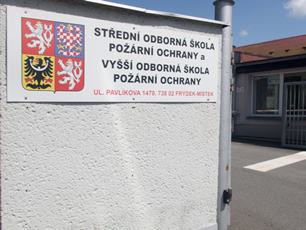 STŘEDNÍ ODBORNÁ ŠKOLA
POŽÁRNÍ OCHRANY a
VYŠŠÍ ODBORNÁ ŠKOLA
POŽÁRNÍ OCHRANY
UL. PAVLÍKOVA 1479, 738 02 FRÝDEK-MÍSTEK